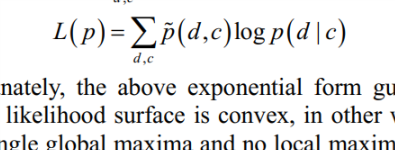 L(p) = ∑ p̃(d,c) log p(d | c)
d,c
nately, the above exponential form gu
likelihood surface is convex, in other
ngle global maxima and no local maxim